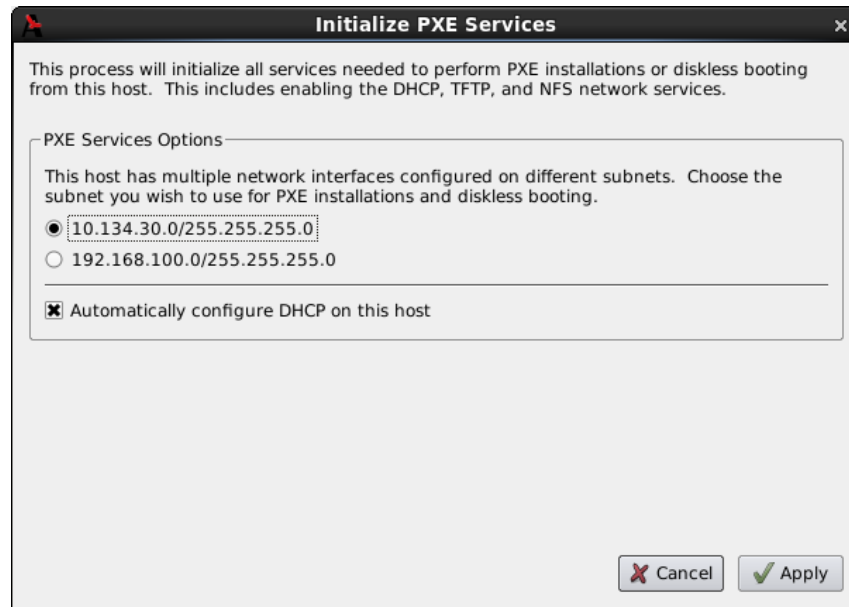 Initialize PXE Services
This process will initialize all services needed to perform PXE installations or diskless booting
from this host. This includes enabling the DHCP, TFTP, and NFS network services.
PXE Services Options
This host has multiple network interfaces configured on different subnets. Choose the
subnet you wish to use for PXE installations and diskless booting.
10.134.30.0/255.255.255.0
192.168.100.0/255.255.255.0
Automatically configure DHCP on this host
Cancel Apply